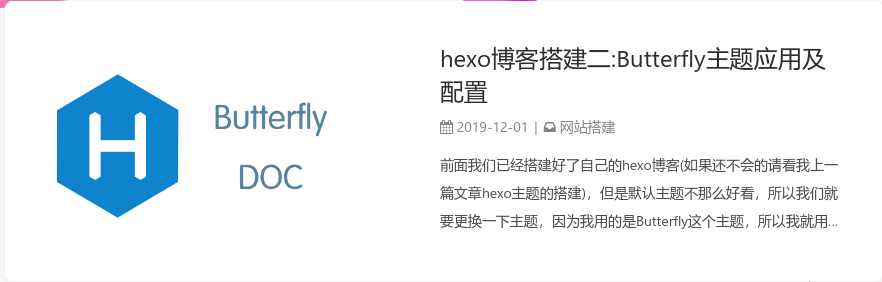 H
Butterfly
DOC
hexo博客搭建二:Butterfly主题应用及
配置
2019-12-01 | 网站搭建
前面我们已经搭建好了自己的hexo博客(如果还不会的请看我上一
篇文章hexo主题的搭建)，但是默认主题不那么好看，所以我们就
要更换一下主题，因为我用的是Butterfly这个主题，所以我就用...